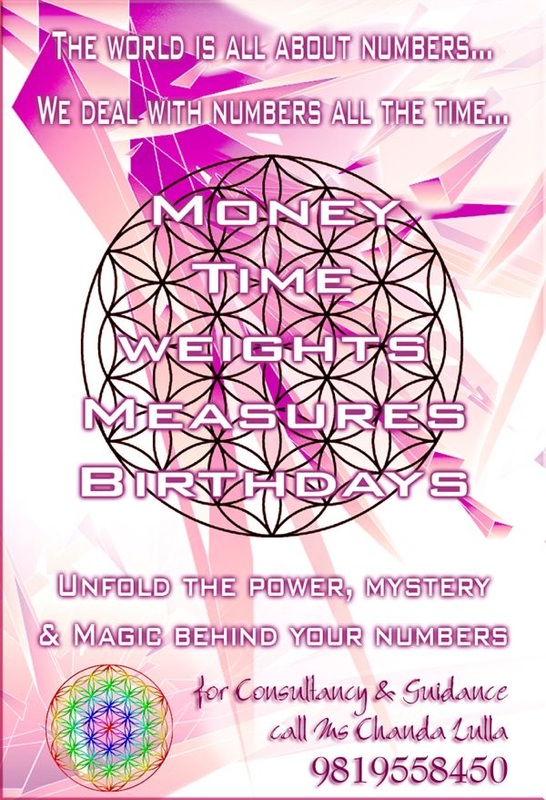 The world is all about numbers...
We deal with numbers all the time...
Money
Time
weights
Measures
Birthdays
Unfold the power, mystery
& Magic behind your numbers
for Consultancy & Guidance
call Ms Chanda Lulla
9819558450